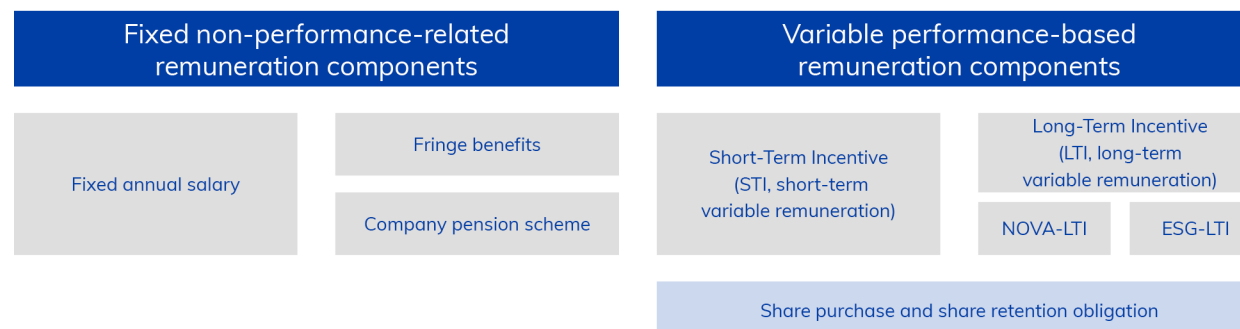 Fixed non-performance-related
remuneration components
Fixed annual salary
Fringe benefits
Company pension scheme
Variable performance-based
remuneration components
Short-Term Incentive
(STI, short-term
variable remuneration)
Long-Term Incentive
(LTI, long-term
variable remuneration)
NOVA-LTI
ESG-LTI
Share purchase and share retention obligation